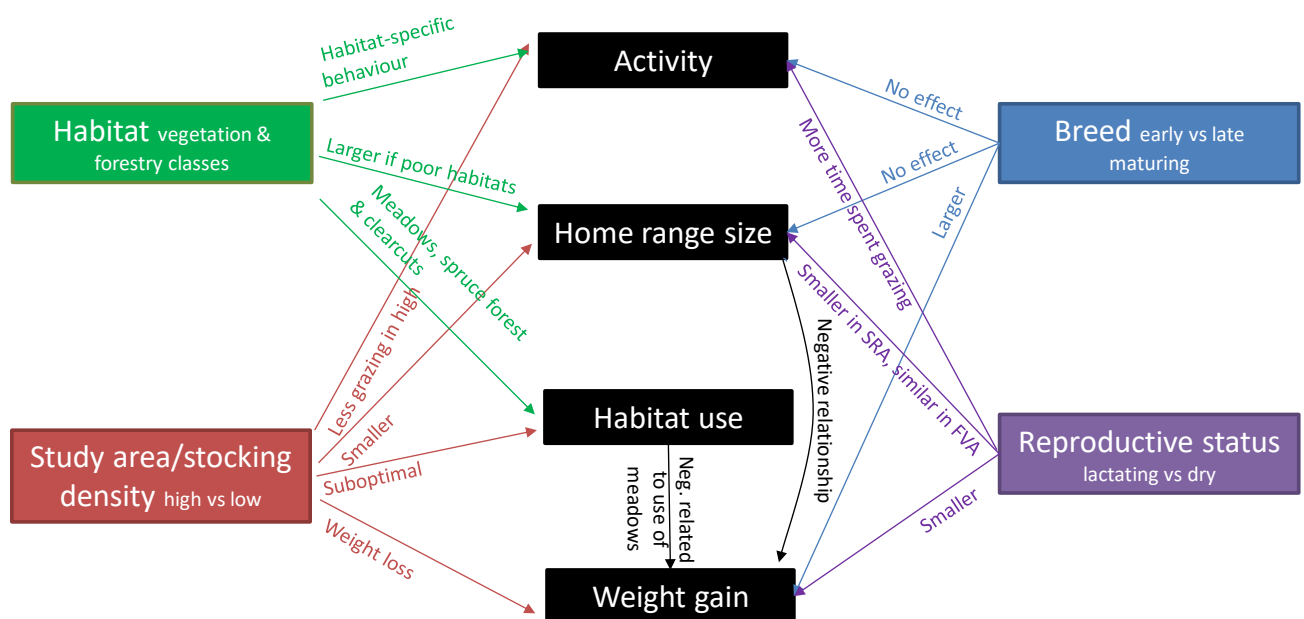 Habitat-specific
behaviour
Activity
No effect
Habitat vegetation &
forestry classes
Breed early vs late
maturing
Larger if poor habitats
No effect
More time spent grazing
Larger
Meadows, spruce forest
& clearcuts
Home range size
Less grazing in high
Smaller
Smaller in SRA, similar in FVA
Negative relationship
Habitat use
Study area/stocking
density high vs low
Suboptimal
Reproductive status
lactating vs dry
Neg. related
to use of
meadows
Smaller
Weight loss
Weight gain